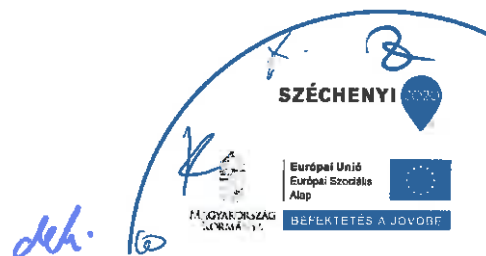 SZÉCHENYI 2020
Európai Unió
Európai Szociális
Alap
MAGYARORSZÁG
KORMÁNYA
BEFEKTETÉS A JÖVŐBE